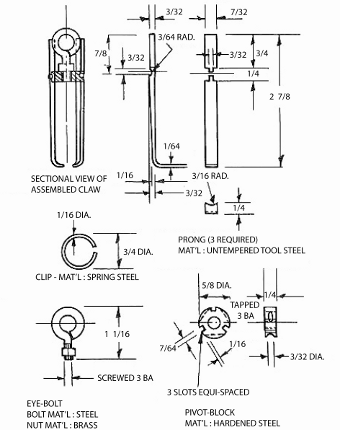 3/32
7/32
3/64 RAD.
7/8
3/32
3/32
3/4
1/4
2 7/8
1/64
SECTIONAL VIEW OF
ASSEMBLED CLAW
1/16
3/16 RAD.
3/32
1/4
1/16 DIA.
PRONG (3 REQUIRED)
MAT'L : UNTEMPERED TOOL STEEL
3/4 DIA.
CLIP - MAT'L : SPRING STEEL
5/8 DIA.
1/4
TAPPED
3 BA
1 1/16
7/64
1/16
3/32 DIA.
SCREWED 3 BA
3 SLOTS EQUI-SPACED
EYE-BOLT
BOLT MAT'L : STEEL
NUT MAT'L : BRASS
PIVOT-BLOCK
MAT'L : HARDENED STEEL